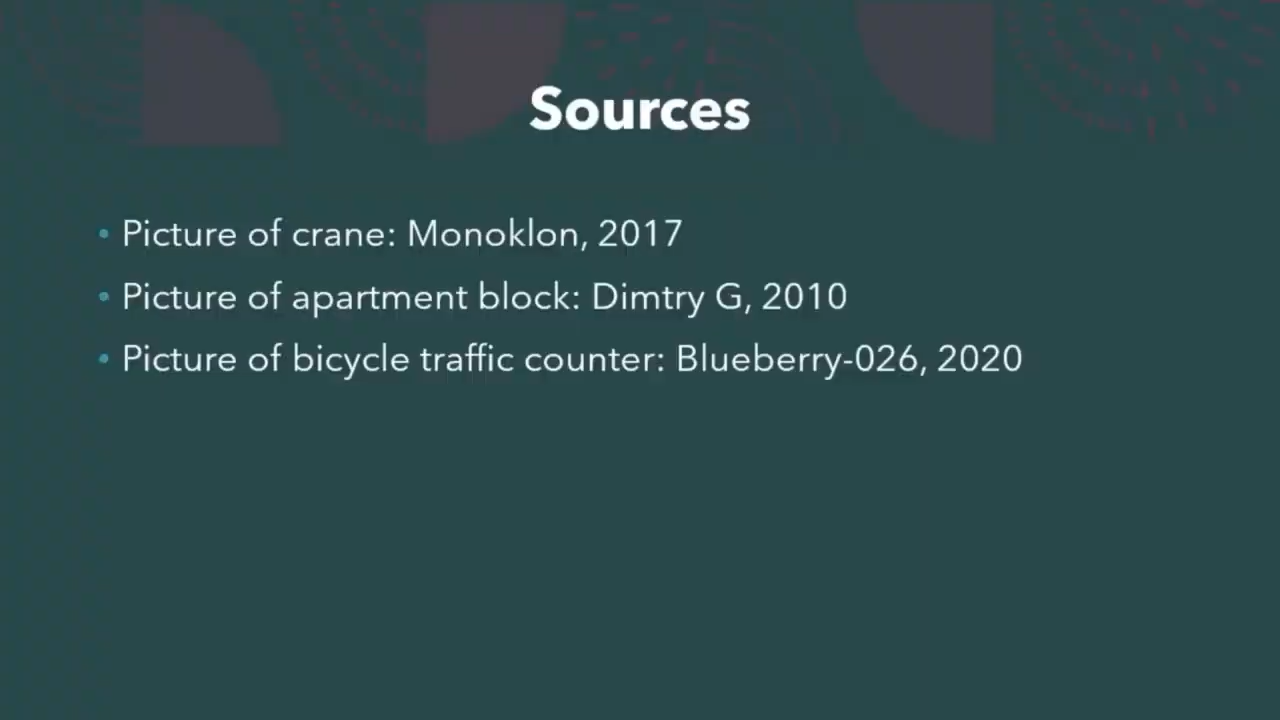 Sources
• Picture of crane: Monoklon, 2017
• Picture of apartment block: Dimtry G, 2010
• Picture of bicycle traffic counter: Blueberry-026, 2020